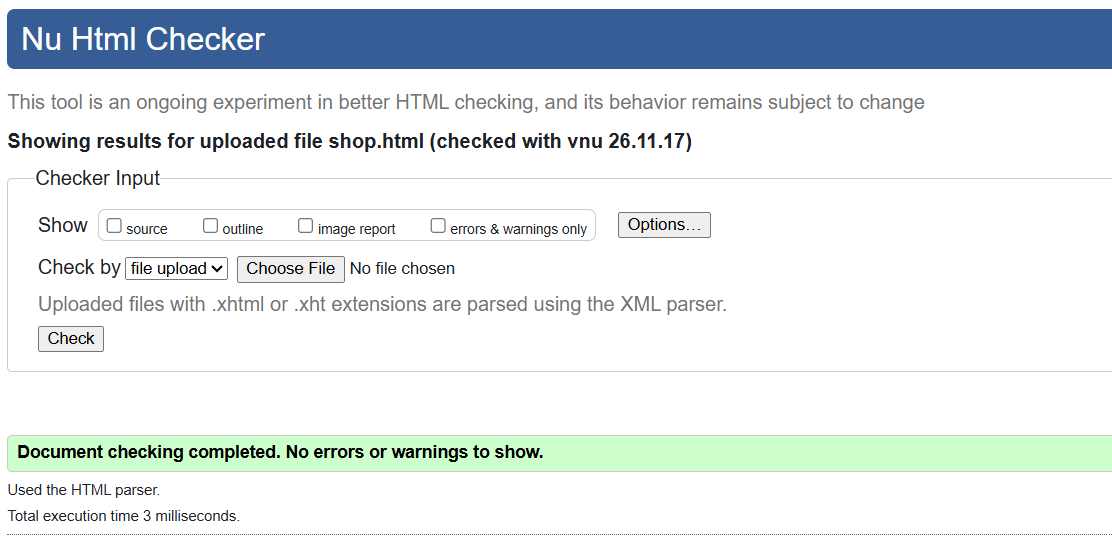 Nu Html Checker
This tool is an ongoing experiment in better HTML checking, and its behavior remains subject to change
Showing results for uploaded file shop.html (checked with vnu 26.11.17)
Checker Input
Show source outline image report errors & warnings only Options…
Check by file upload Choose File No file chosen
Uploaded files with .xhtml or .xht extensions are parsed using the XML parser.
Check
Document checking completed. No errors or warnings to show.
Used the HTML parser.
Total execution time 3 milliseconds.